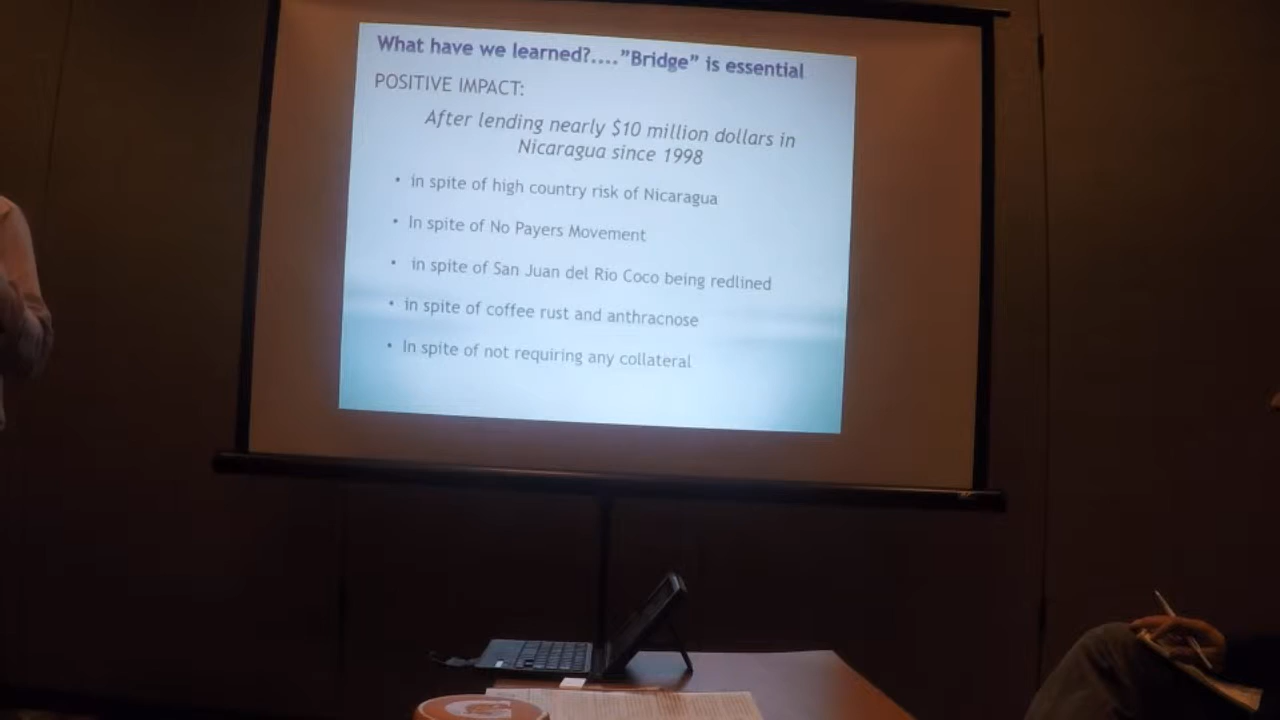 What have we learned?...."Bridge" is essential
POSITIVE IMPACT:
After lending nearly $10 million dollars in
Nicaragua since 1998
• in spite of high country risk of Nicaragua
• In spite of No Payers Movement
• in spite of San Juan del Rio Coco being redlined
• in spite of coffee rust and anthracnose
• In spite of not requiring any collateral